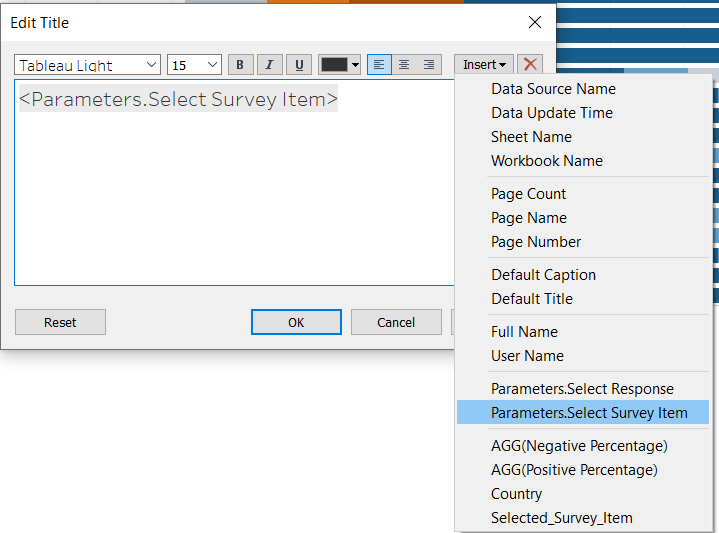 Edit Title
Tableau Light 15 B I U Insert
<Parameters.Select Survey Item>
Reset OK Cancel
Data Source Name
Data Update Time
Sheet Name
Workbook Name
Page Count
Page Name
Page Number
Default Caption
Default Title
Full Name
User Name
Parameters.Select Response
Parameters.Select Survey Item
AGG(Negative Percentage)
AGG(Positive Percentage)
Country
Selected_Survey_Item